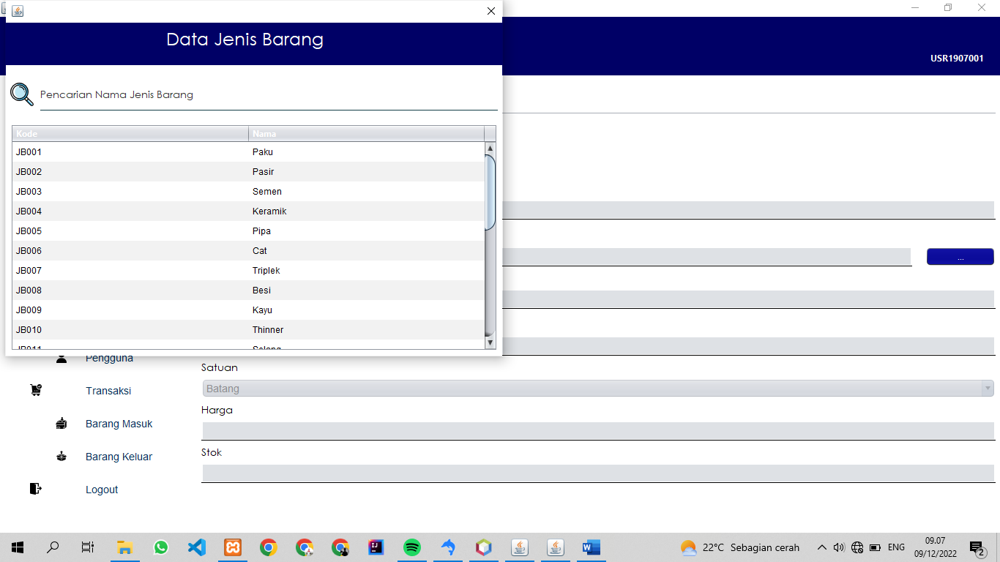 Data Jenis Barang
USR1907001
Pencarian Nama Jenis Barang
Kode Nama
JB001 Paku
JB002 Pasir
JB003 Semen
JB004 Keramik
JB005 Pipa
JB006 Cat
JB007 Triplek
JB008 Besi
JB009 Kayu
JB010 Thinner
JB011 Selang
...
Pengguna
Transaksi
Barang Masuk
Barang Keluar
Logout
Satuan
Batang
Harga
Stok
22°C Sebagian cerah
ENG
09.07
09/12/2022
2